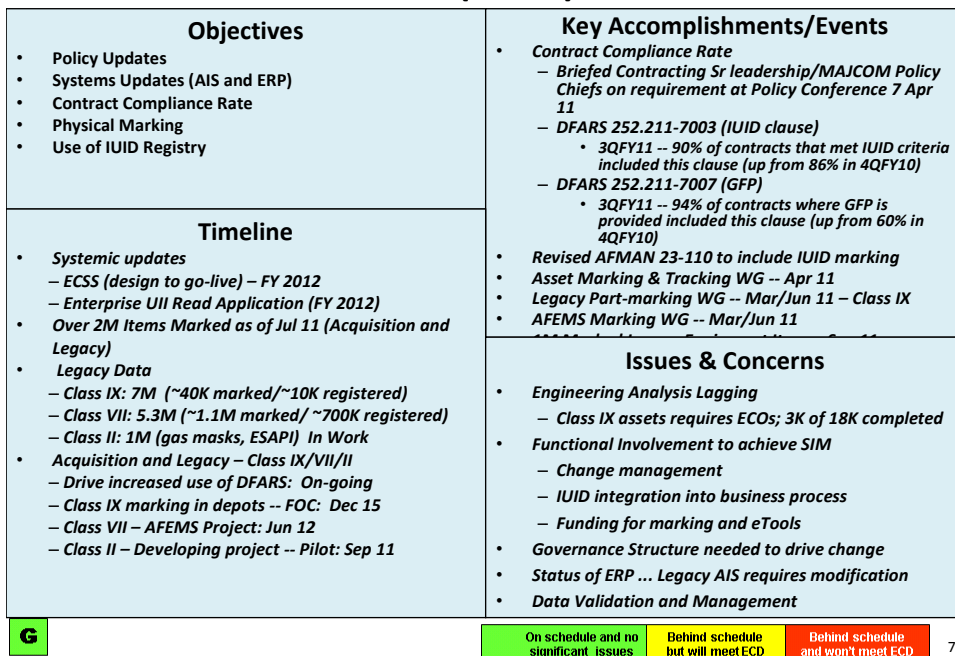 Objectives
• Policy Updates
• Systems Updates (AIS and ERP)
• Contract Compliance Rate
• Physical Marking
• Use of IUID Registry
Timeline
• Systemic updates
– ECSS (design to go-live) – FY 2012
– Enterprise UII Read Application (FY 2012)
• Over 2M Items Marked as of Jul 11 (Acquisition and
Legacy)
• Legacy Data
– Class IX: 7M (~40K marked/~10K registered)
– Class VII: 5.3M (~1.1M marked/ ~700K registered)
– Class II: 1M (gas masks, ESAPI) In Work
• Acquisition and Legacy – Class IX/VII/II
– Drive increased use of DFARS: On-going
– Class IX marking in depots -- FOC: Dec 15
– Class VII – AFEMS Project: Jun 12
– Class II – Developing project -- Pilot: Sep 11
Key Accomplishments/Events
• Contract Compliance Rate
– Briefed Contracting Sr leadership/MAJCOM Policy
Chiefs on requirement at Policy Conference 7 Apr
11
– DFARS 252.211-7003 (IUID clause)
• 3QFY11 -- 90% of contracts that met IUID criteria
included this clause (up from 86% in 4QFY10)
– DFARS 252.211-7007 (GFP)
• 3QFY11 -- 94% of contracts where GFP is
provided included this clause (up from 60% in
4QFY10)
• Revised AFMAN 23-110 to include IUID marking
• Asset Marking & Tracking WG -- Apr 11
• Legacy Part-marking WG -- Mar/Jun 11 – Class IX
• AFEMS Marking WG -- Mar/Jun 11
Issues & Concerns
• Engineering Analysis Lagging
– Class IX assets requires ECOs; 3K of 18K completed
• Functional Involvement to achieve SIM
– Change management
– IUID integration into business process
– Funding for marking and eTools
• Governance Structure needed to drive change
• Status of ERP ... Legacy AIS requires modification
• Data Validation and Management
G
On schedule and no
significant issues
Behind schedule
but will meet ECD
Behind schedule
and won't meet ECD
7